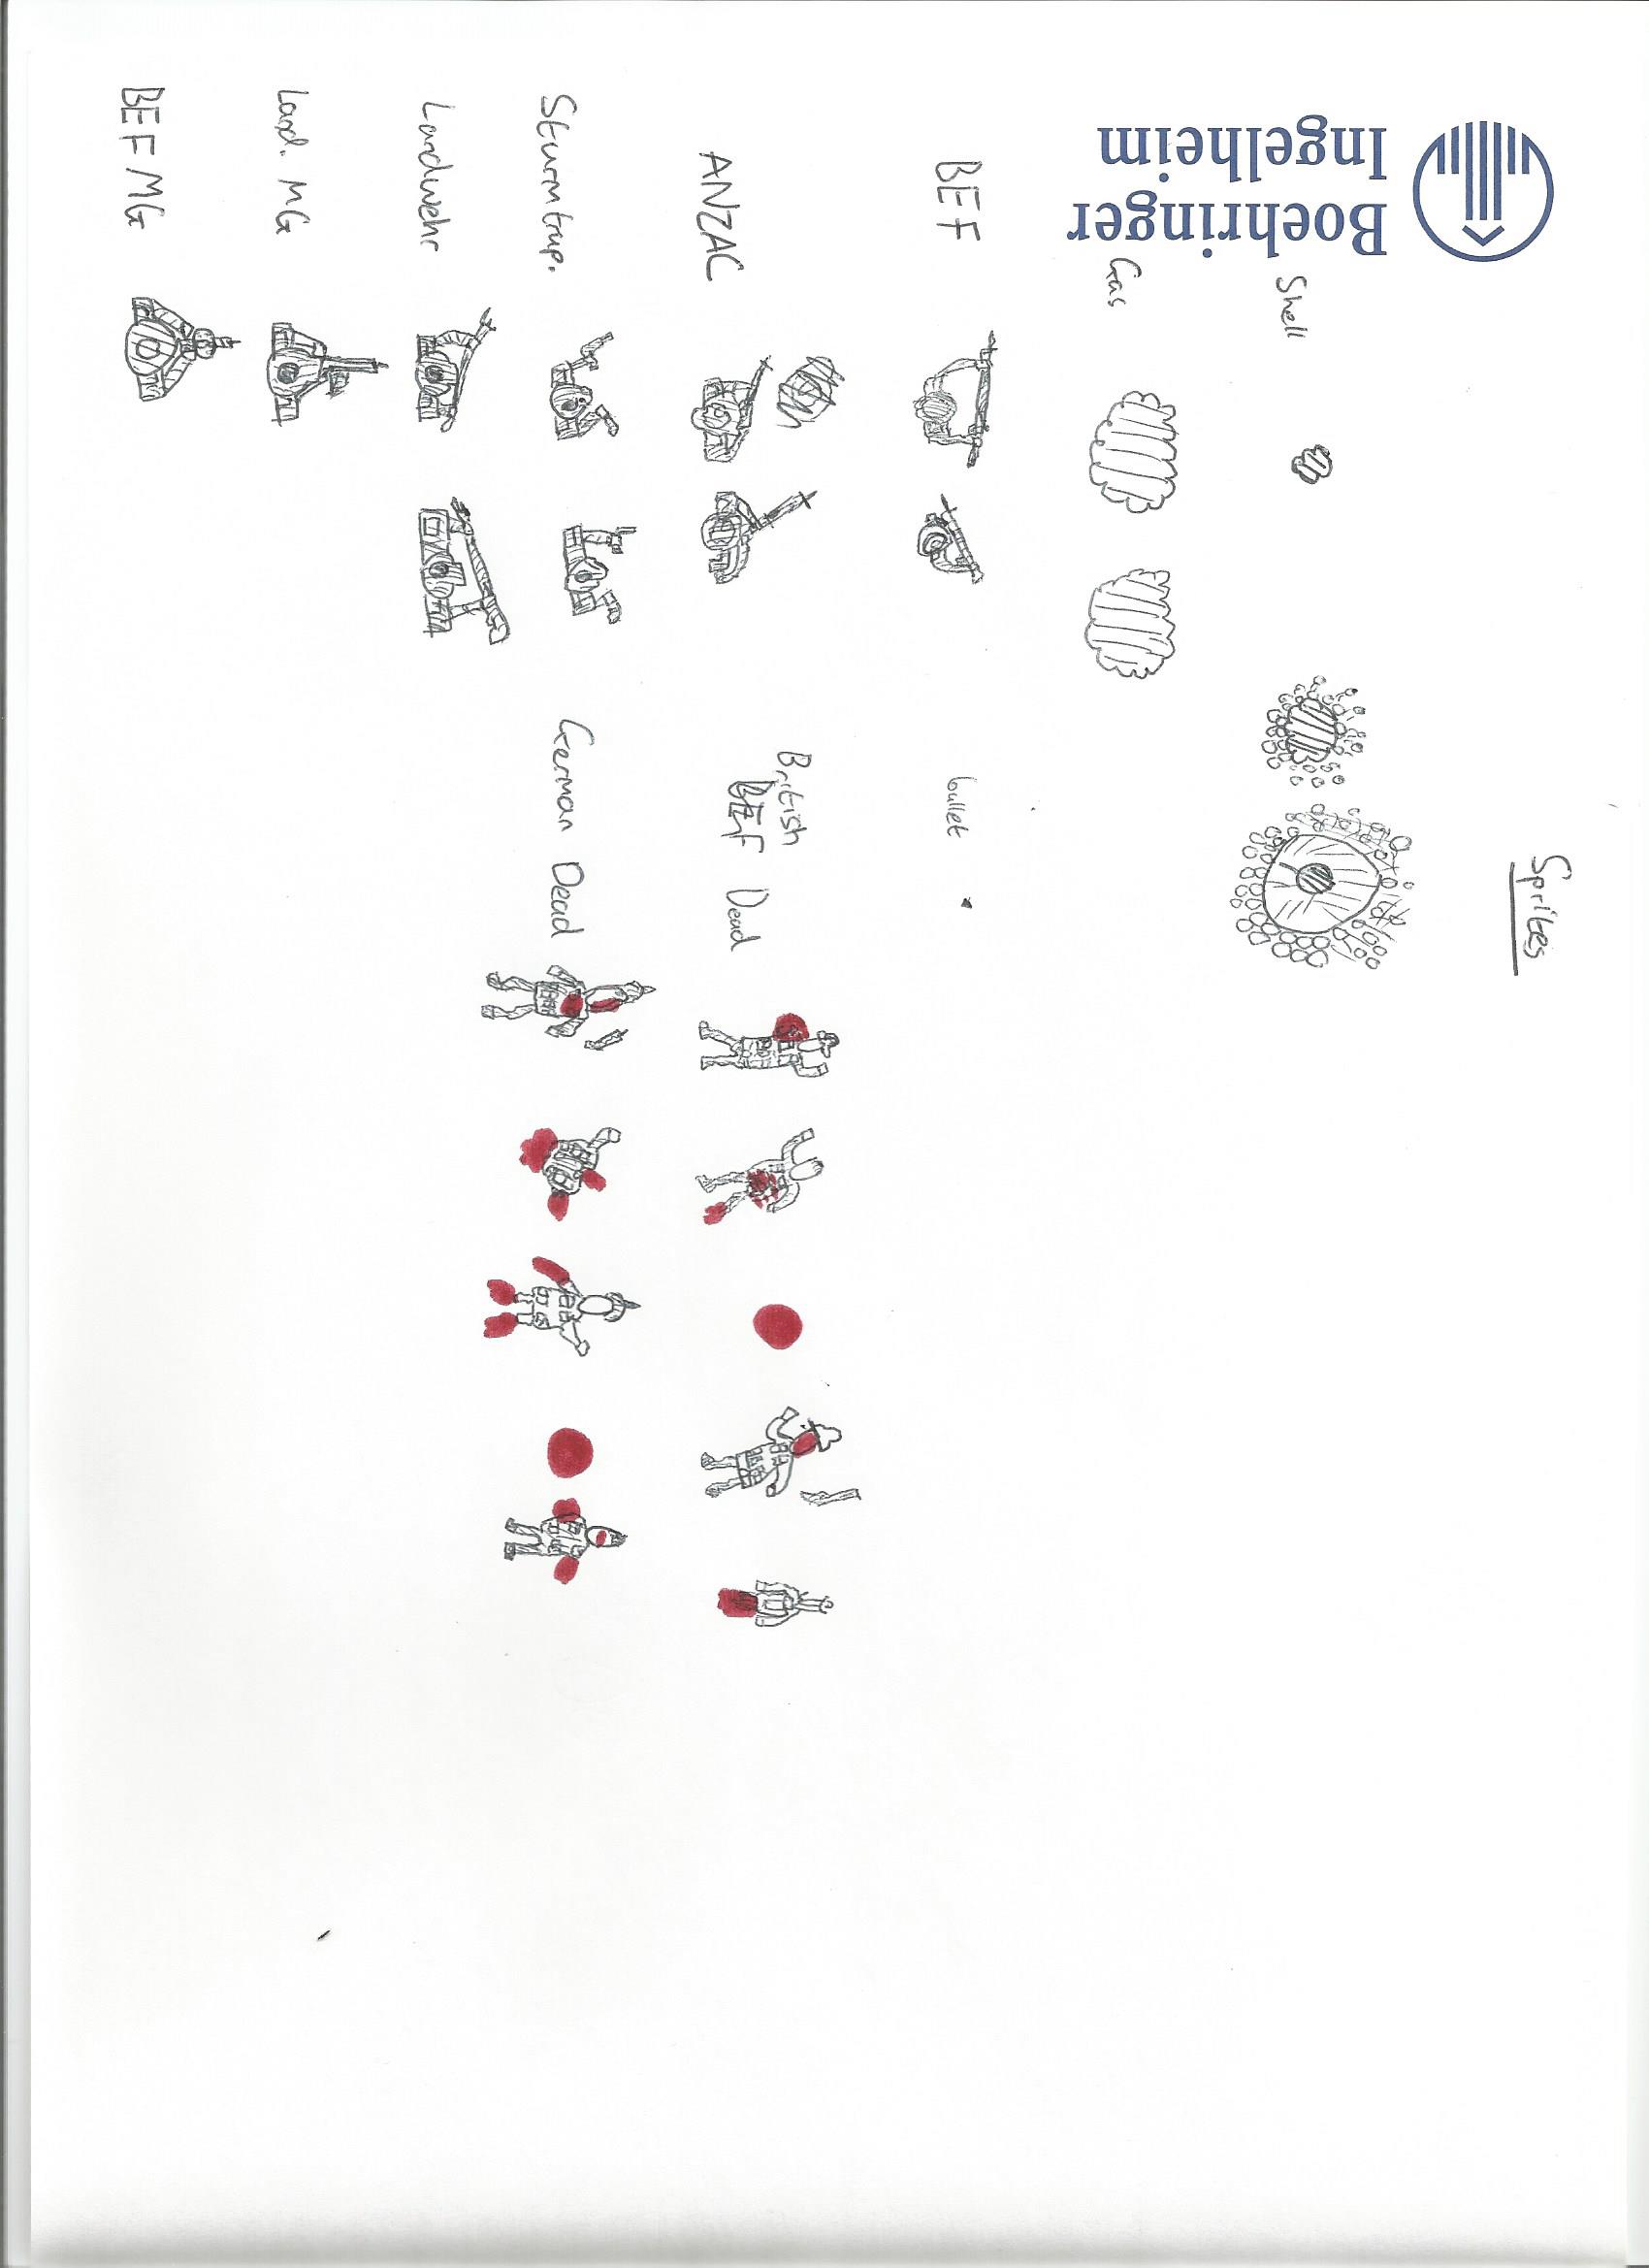 Sprites
Boehringer
Ingelheim
Shell
Gas
BEF
bullet
ANZAC
British
BEF Dead
Sturmtrup.
German Dead
Landwehr
Land. MG
BEF MG